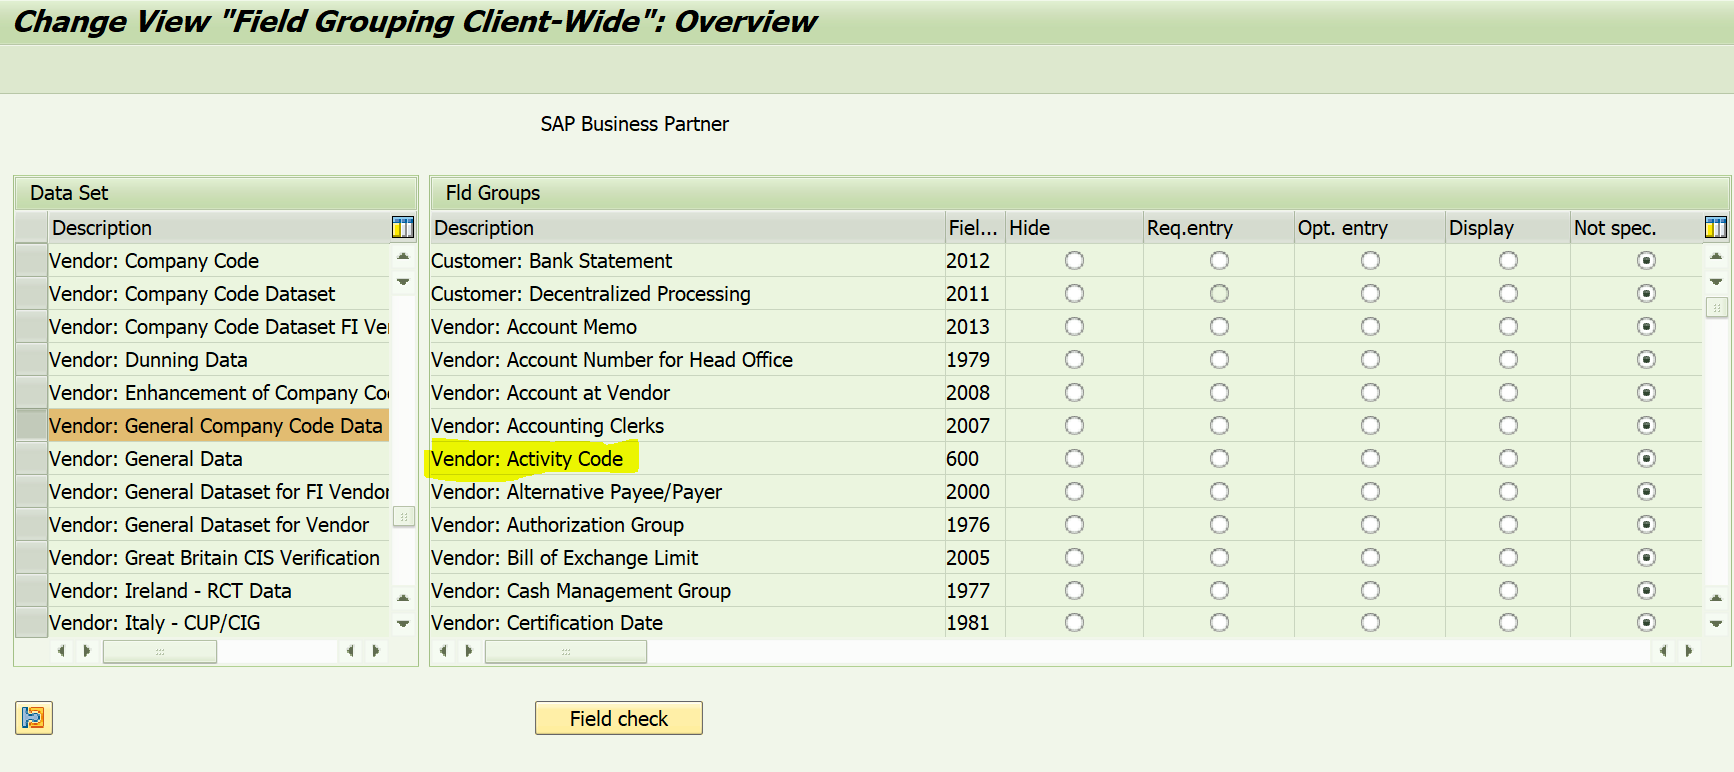 Change View "Field Grouping Client-Wide": Overview
SAP Business Partner
Data Set
Description
Vendor: Company Code
Vendor: Company Code Dataset
Vendor: Company Code Dataset FI Ve
Vendor: Dunning Data
Vendor: Enhancement of Company Co
Vendor: General Company Code Data
Vendor: General Data
Vendor: General Dataset for FI Vendor
Vendor: General Dataset for Vendor
Vendor: Great Britain CIS Verification
Vendor: Ireland - RCT Data
Vendor: Italy - CUP/CIG
Fld Groups
Description Fiel... Hide Req.entry Opt. entry Display Not spec.
Customer: Bank Statement 2012
Customer: Decentralized Processing 2011
Vendor: Account Memo 2013
Vendor: Account Number for Head Office 1979
Vendor: Account at Vendor 2008
Vendor: Accounting Clerks 2007
Vendor: Activity Code 600
Vendor: Alternative Payee/Payer 2000
Vendor: Authorization Group 1976
Vendor: Bill of Exchange Limit 2005
Vendor: Cash Management Group 1977
Vendor: Certification Date 1981
Field check